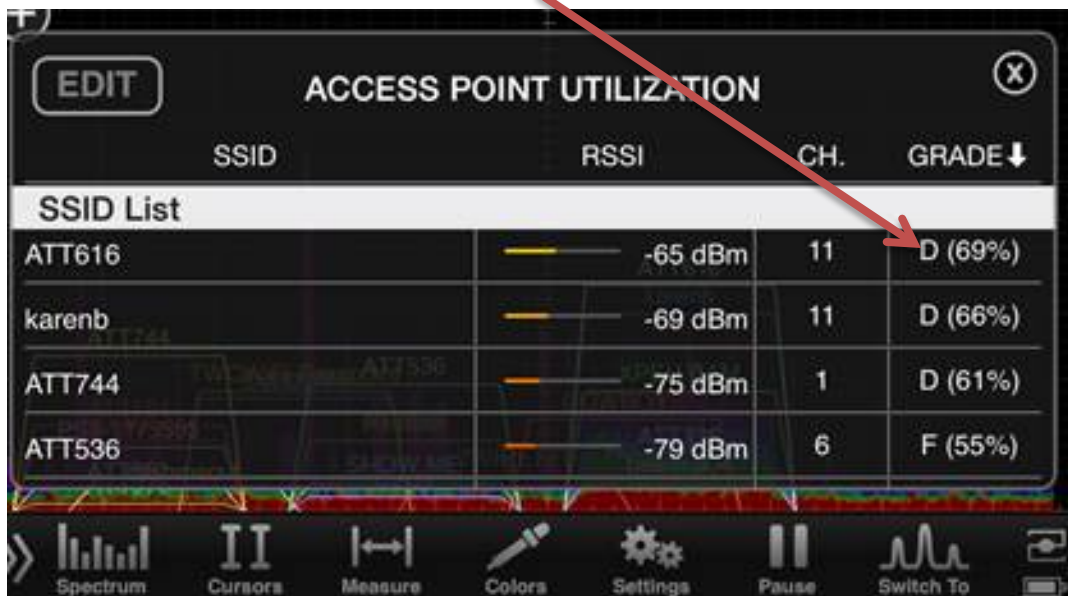 EDIT ACCESS POINT UTILIZATION X
SSID RSSI CH. GRADE
SSID List
ATT616 -65 dBm 11 D (69%)
karenb -69 dBm 11 D (66%)
ATT744 -75 dBm 1 D (61%)
ATT536 -79 dBm 6 F (55%)
Spectrum Cursors Measure Colors Settings Pause Switch To